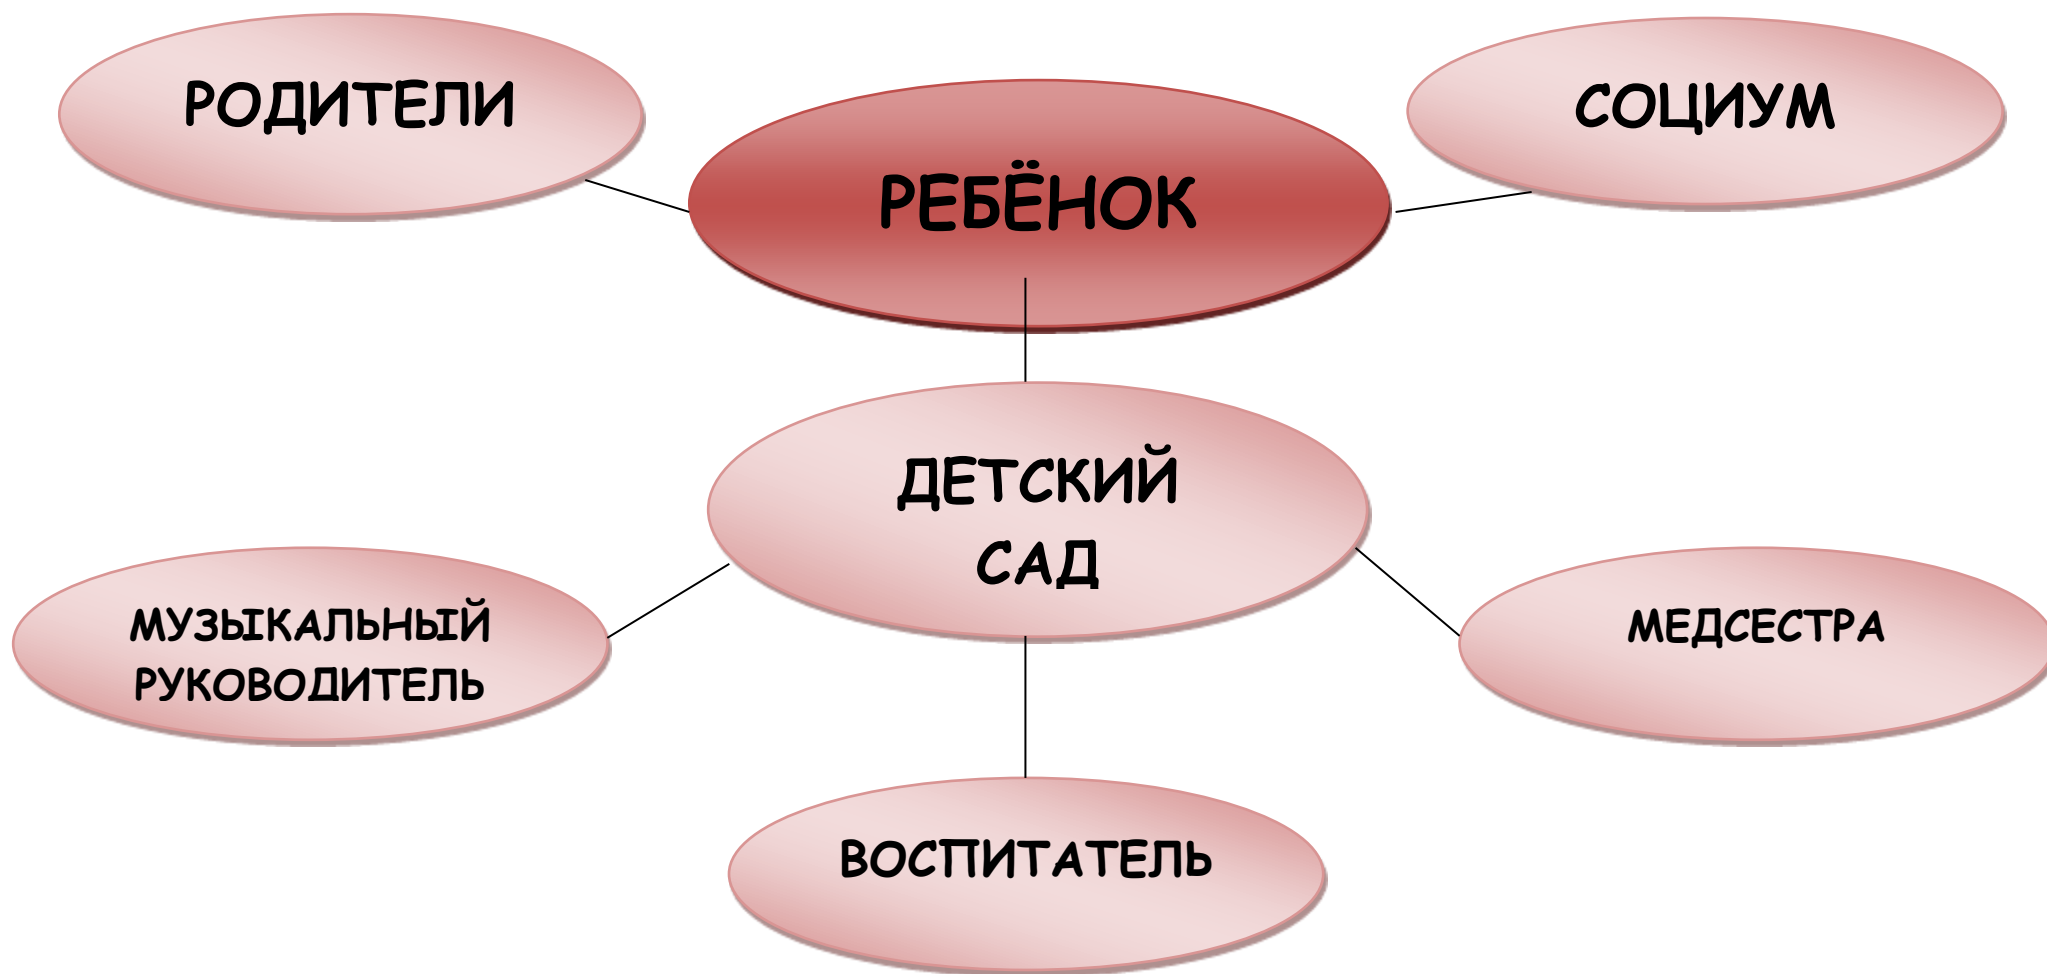 РОДИТЕЛИ
РЕБЁНОК
СОЦИУМ
ДЕТСКИЙ
САД
МУЗЫКАЛЬНЫЙ
РУКОВОДИТЕЛЬ
МЕДСЕСТРА
ВОСПИТАТЕЛЬ